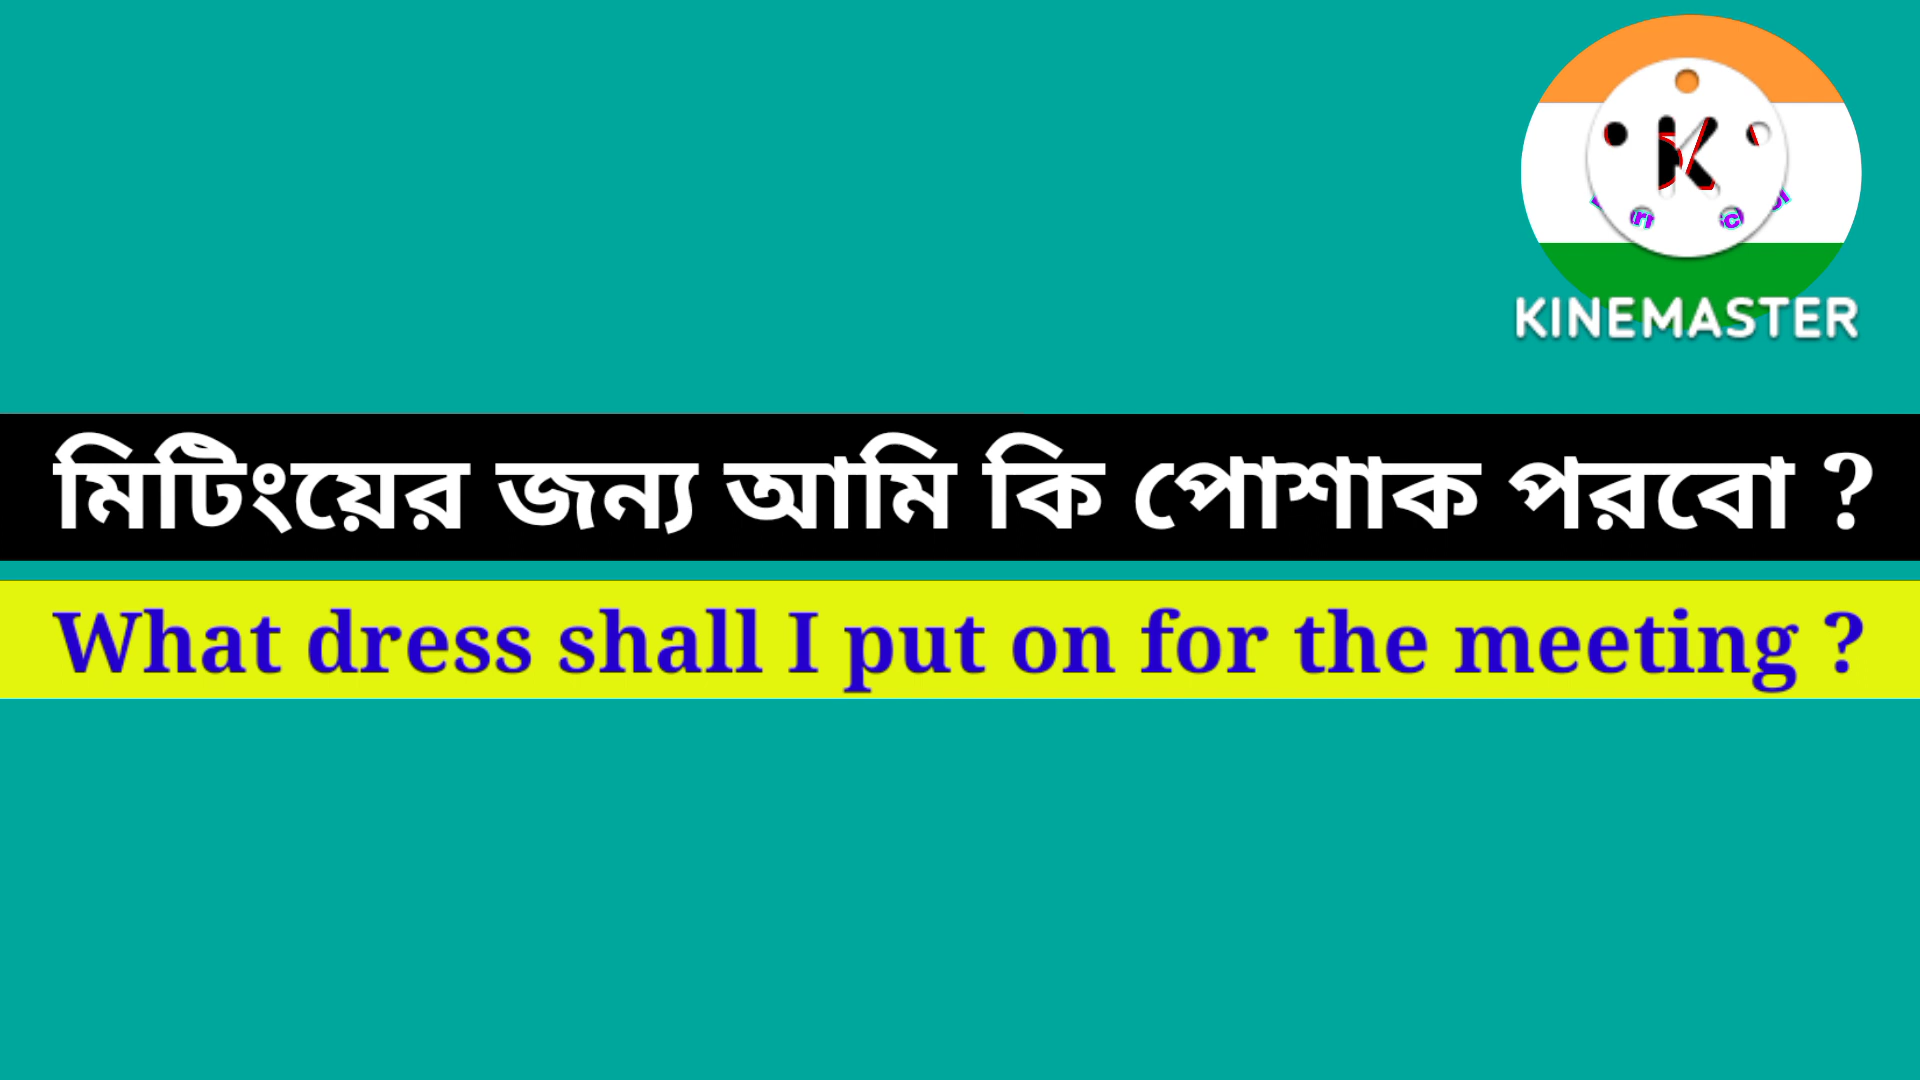 KINEMASTER
মিটিংয়ের জন্য আমি কি পোশাক পরবো ?
What dress shall I put on for the meeting ?